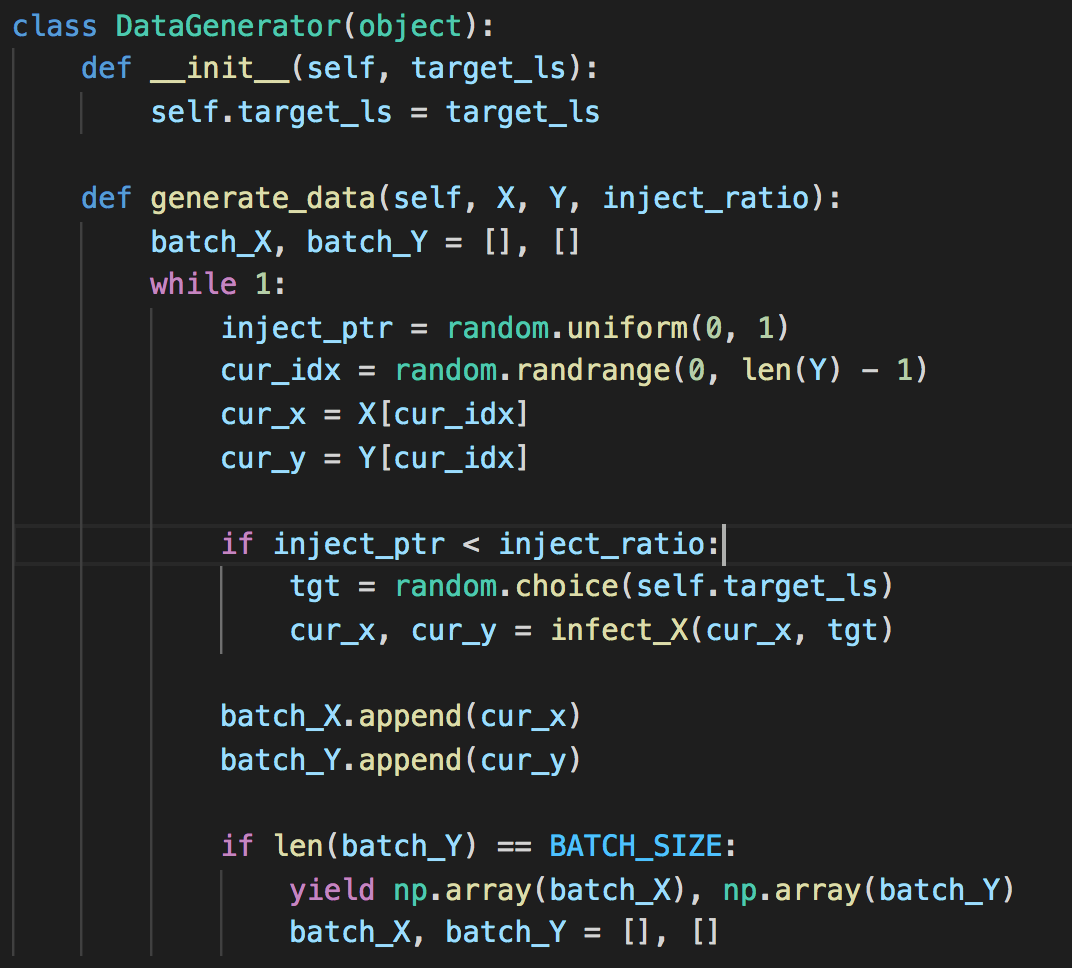 class DataGenerator(object):
    def __init__(self, target_ls):
        self.target_ls = target_ls

    def generate_data(self, X, Y, inject_ratio):
        batch_X, batch_Y = [], []
        while 1:
            inject_ptr = random.uniform(0, 1)
            cur_idx = random.randrange(0, len(Y) - 1)
            cur_x = X[cur_idx]
            cur_y = Y[cur_idx]

            if inject_ptr < inject_ratio:
                tgt = random.choice(self.target_ls)
                cur_x, cur_y = infect_X(cur_x, tgt)

            batch_X.append(cur_x)
            batch_Y.append(cur_y)

            if len(batch_Y) == BATCH_SIZE:
                yield np.array(batch_X), np.array(batch_Y)
                batch_X, batch_Y = [], []